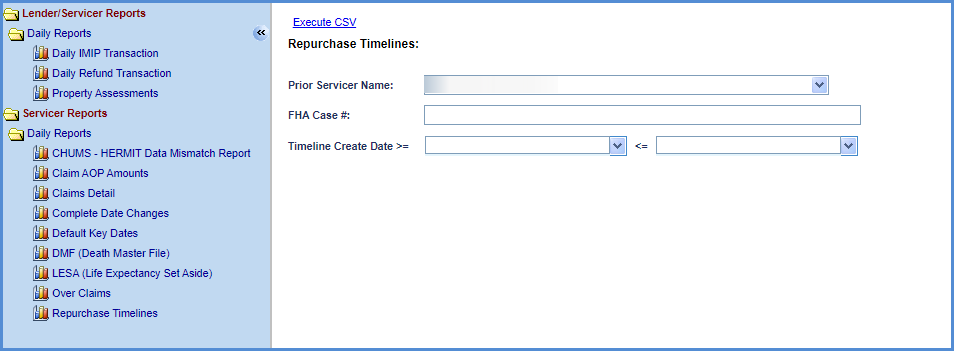 Lender/Servicer Reports
Daily Reports
Daily IMIP Transaction
Daily Refund Transaction
Property Assessments
Servicer Reports
Daily Reports
CHUMS - HERMIT Data Mismatch Report
Claim AOP Amounts
Claims Detail
Complete Date Changes
Default Key Dates
DMF (Death Master File)
LESA (Life Expectancy Set Aside)
Over Claims
Repurchase Timelines
Execute CSV
Repurchase Timelines:
Prior Servicer Name:
FHA Case #:
Timeline Create Date >= <=